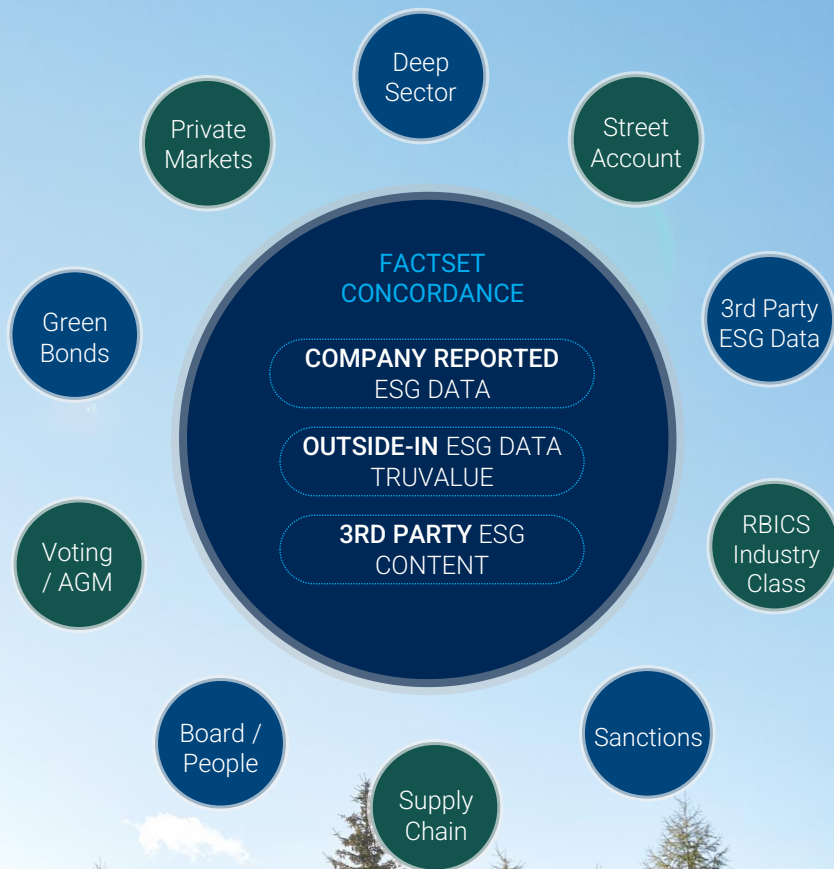 Deep
Sector
Private
Markets
Street
Account
FACTSET
CONCORDANCE
Green
Bonds
3rd Party
ESG Data
COMPANY REPORTED
ESG DATA
OUTSIDE-IN ESG DATA
TRUVALUE
3RD PARTY ESG
CONTENT
Voting
/ AGM
RBICS
Industry
Class
Board /
People
Sanctions
Supply
Chain